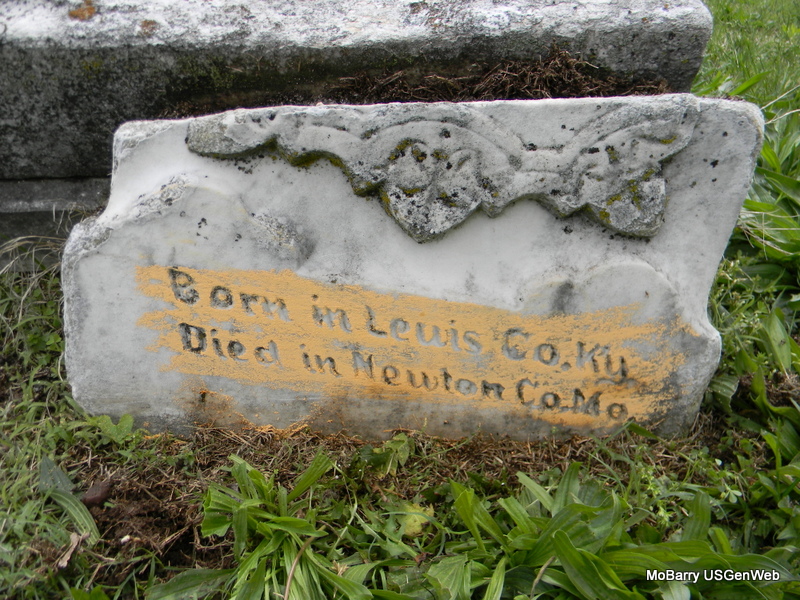 Born in Lewis Co. Ky
Died in Newton Co. Mo.
MoBarry USGenWeb